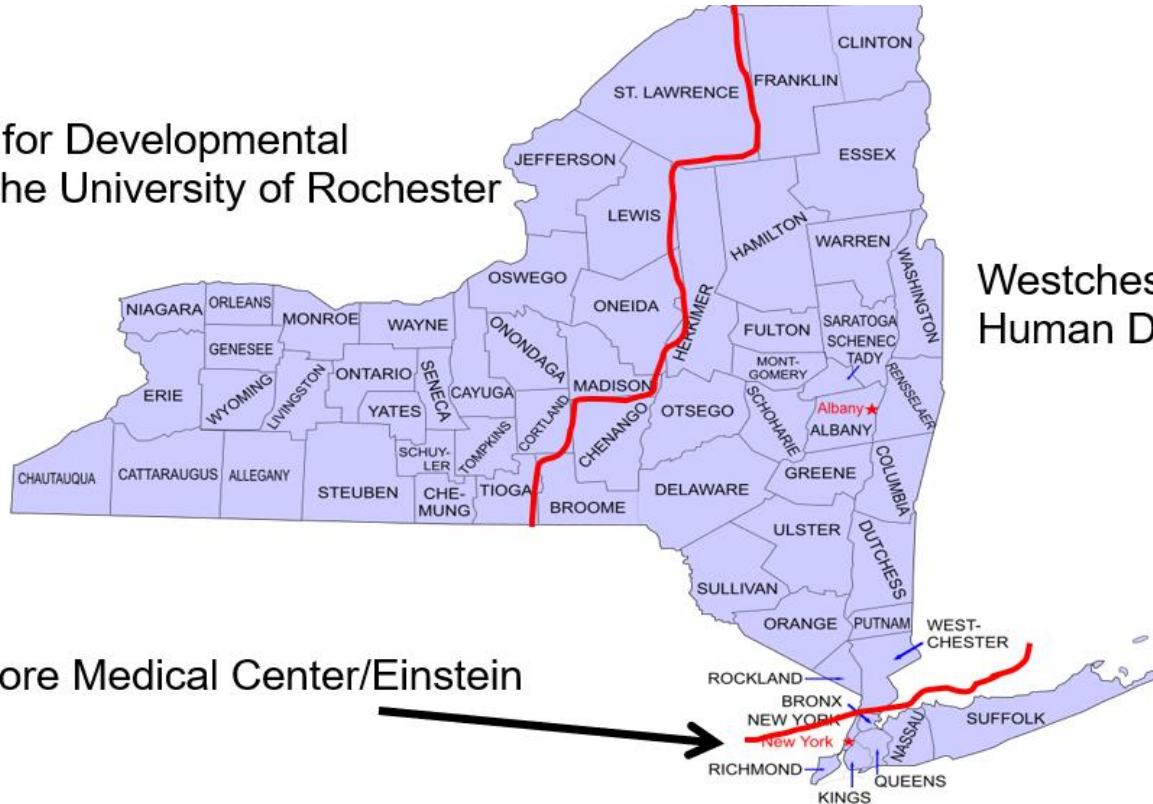 CLINTON
FRANKLIN
ST. LAWRENCE
for Developmental
JEFFERSON
ESSEX
he University of Rochester
LEWIS
HAMILTON
WARREN
WASHINGTON
OSWEGO
Westches
NIAGARA
ORLEANS
ONEIDA
HERKIMER
MONROE
WAYNE
ONONDAGA
FULTON
SARATOGA
Human D
GENESEE
SCHENEC
TADY
MONT-
GOMERY
ONTARIO
SENECA
CAYUGA
MADISON
RENSSELAER
ERIE
WYOMING
LIVINGSTON
YATES
CORTLAND
CHENANGO
OTSEGO
SCHOHARIE
Albany
ALBANY
TOMPKINS
SCHUY-
LER
CHAUTAUQUA
CATTARAUGUS
ALLEGANY
STEUBEN
CHE-
MUNG
TIOGA
BROOME
DELAWARE
GREENE
COLUMBIA
ULSTER
DUTCHESS
SULLIVAN
ORANGE
PUTNAM
WEST-
CHESTER
ore Medical Center/Einstein
ROCKLAND
BRONX
NEW YORK
New York
NASSAU
SUFFOLK
RICHMOND
QUEENS
KINGS